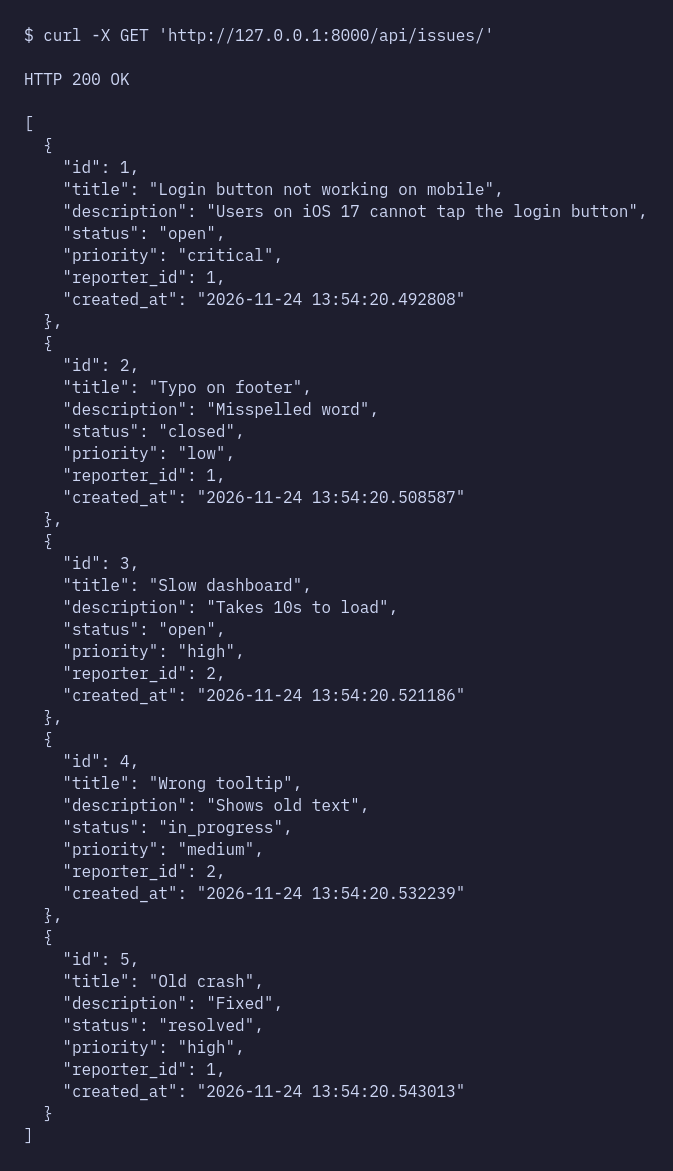 $ curl -X GET 'http://127.0.0.1:8000/api/issues/'
HTTP 200 OK
[
  {
    "id": 1,
    "title": "Login button not working on mobile",
    "description": "Users on iOS 17 cannot tap the login button",
    "status": "open",
    "priority": "critical",
    "reporter_id": 1,
    "created_at": "2026-11-24 13:54:20.492808"
  },
  {
    "id": 2,
    "title": "Typo on footer",
    "description": "Misspelled word",
    "status": "closed",
    "priority": "low",
    "reporter_id": 1,
    "created_at": "2026-11-24 13:54:20.508587"
  },
  {
    "id": 3,
    "title": "Slow dashboard",
    "description": "Takes 10s to load",
    "status": "open",
    "priority": "high",
    "reporter_id": 2,
    "created_at": "2026-11-24 13:54:20.521186"
  },
  {
    "id": 4,
    "title": "Wrong tooltip",
    "description": "Shows old text",
    "status": "in_progress",
    "priority": "medium",
    "reporter_id": 2,
    "created_at": "2026-11-24 13:54:20.532239"
  },
  {
    "id": 5,
    "title": "Old crash",
    "description": "Fixed",
    "status": "resolved",
    "priority": "high",
    "reporter_id": 1,
    "created_at": "2026-11-24 13:54:20.543013"
  }
]